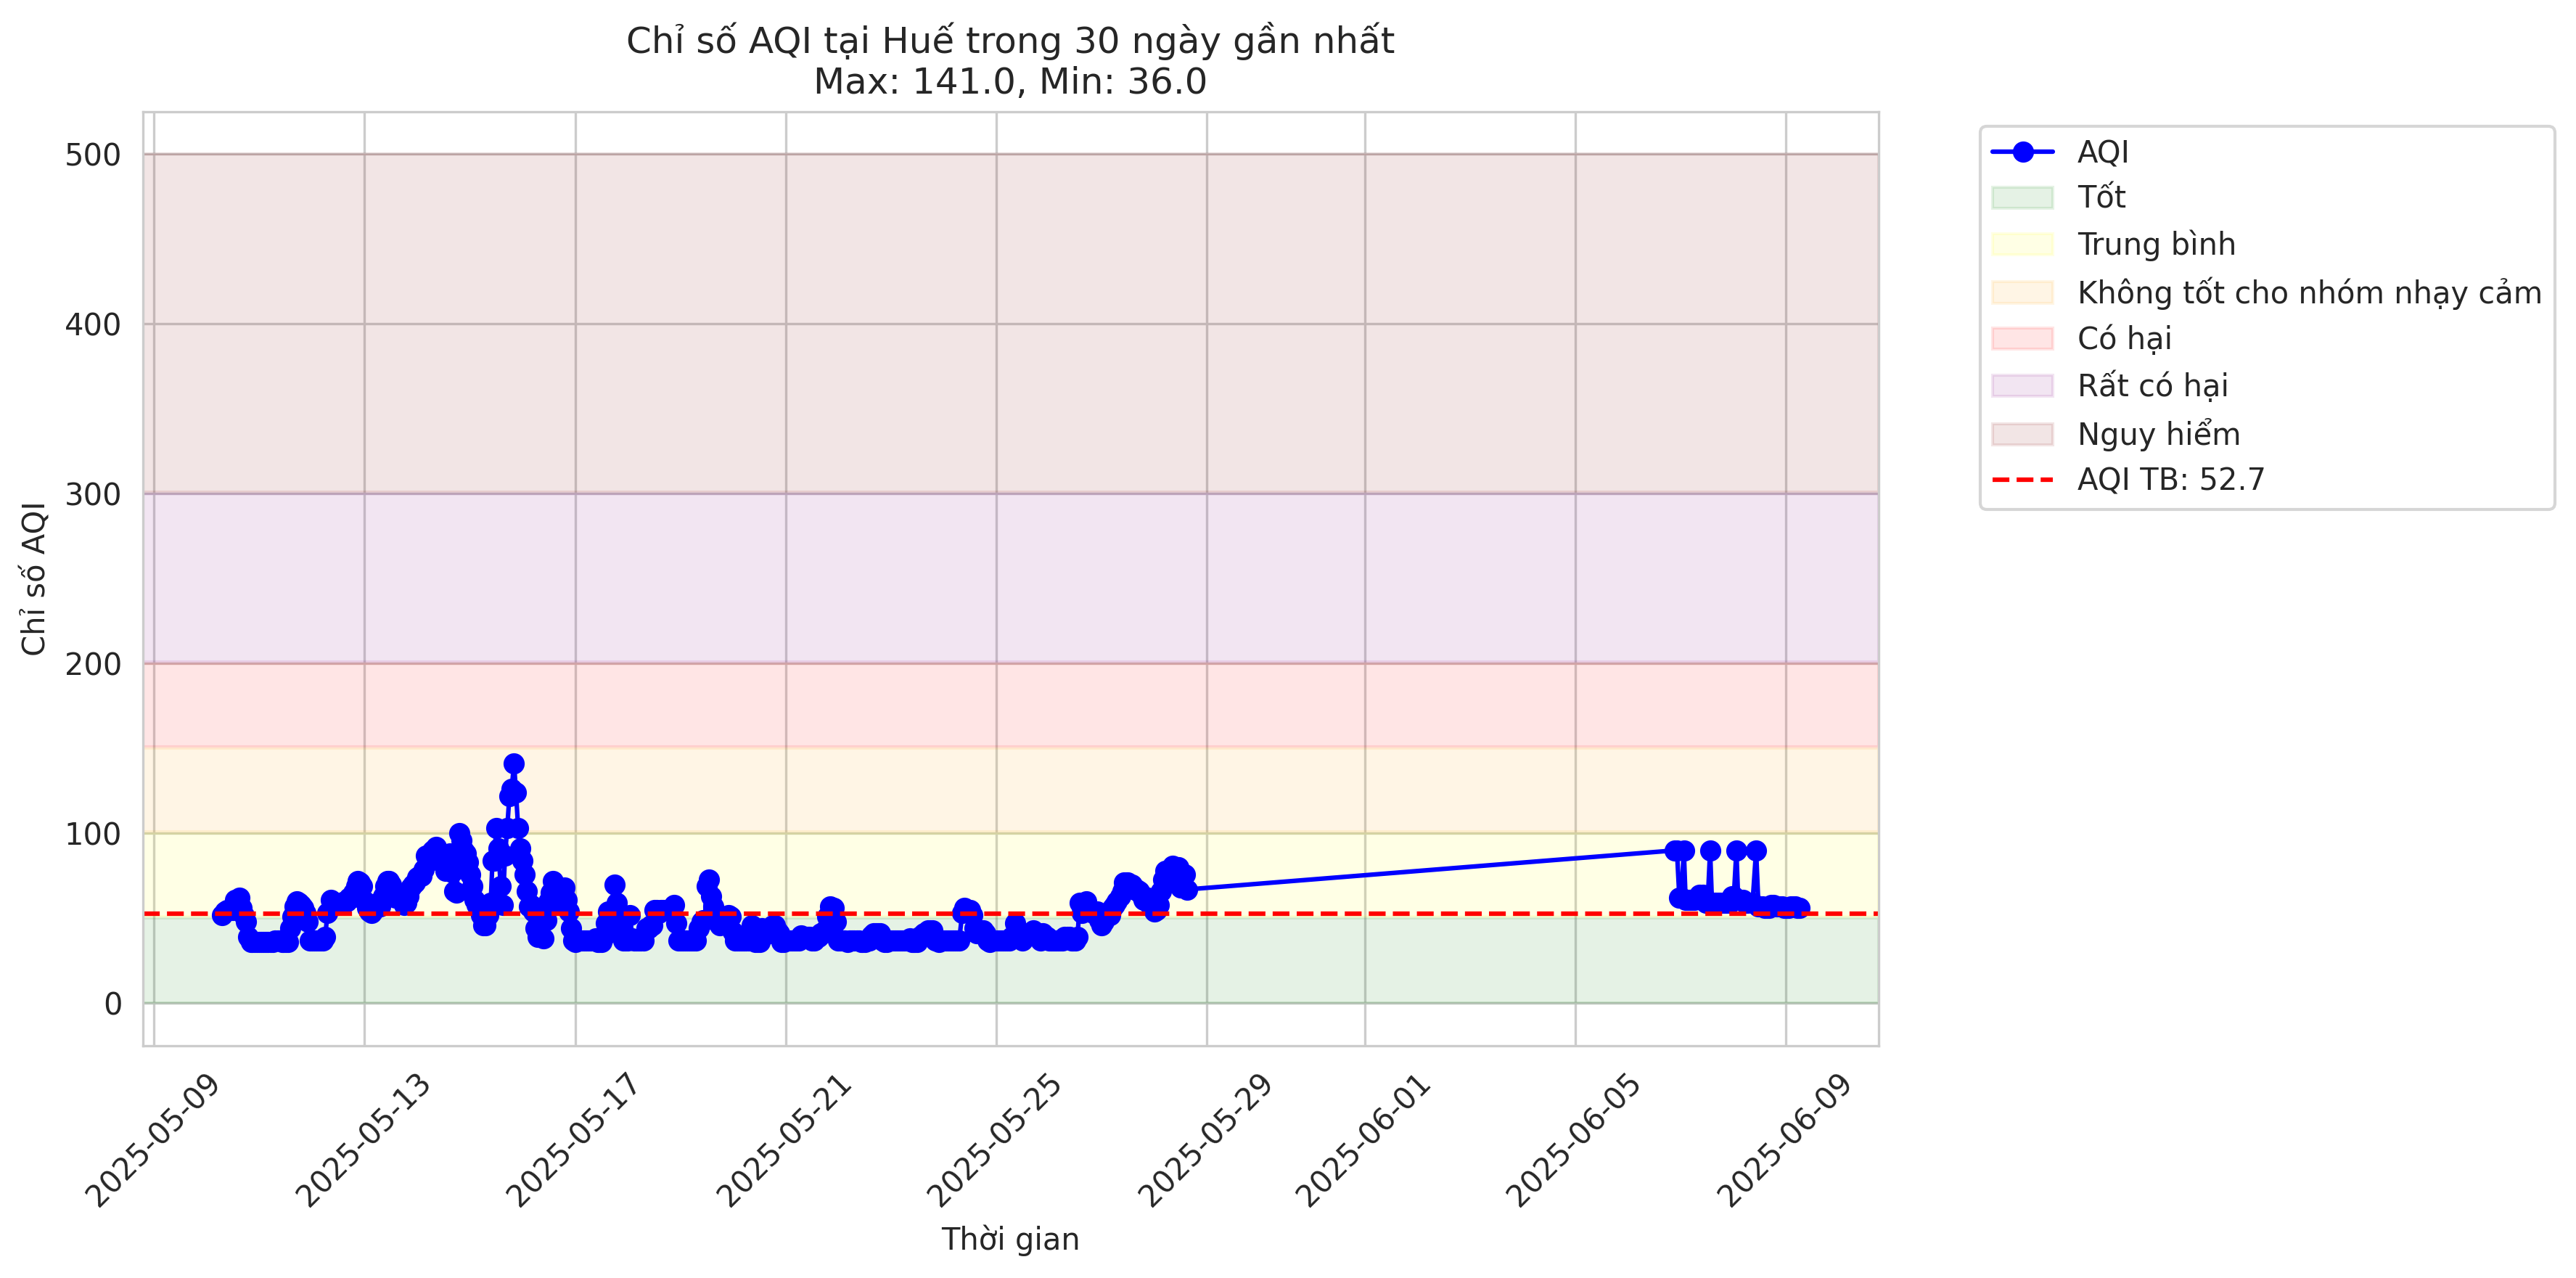 Chỉ số AQI tại Huế trong 30 ngày gần nhất
Max: 141.0, Min: 36.0
AQI
Tốt
Trung bình
Không tốt cho nhóm nhạy cảm
Có hại
Rất có hại
Nguy hiểm
AQI TB: 52.7
Chỉ số AQI
500
400
300
200
100
0
2025-05-09
2025-05-13
2025-05-17
2025-05-21
2025-05-25
2025-05-29
2025-06-01
2025-06-05
2025-06-09
Thời gian